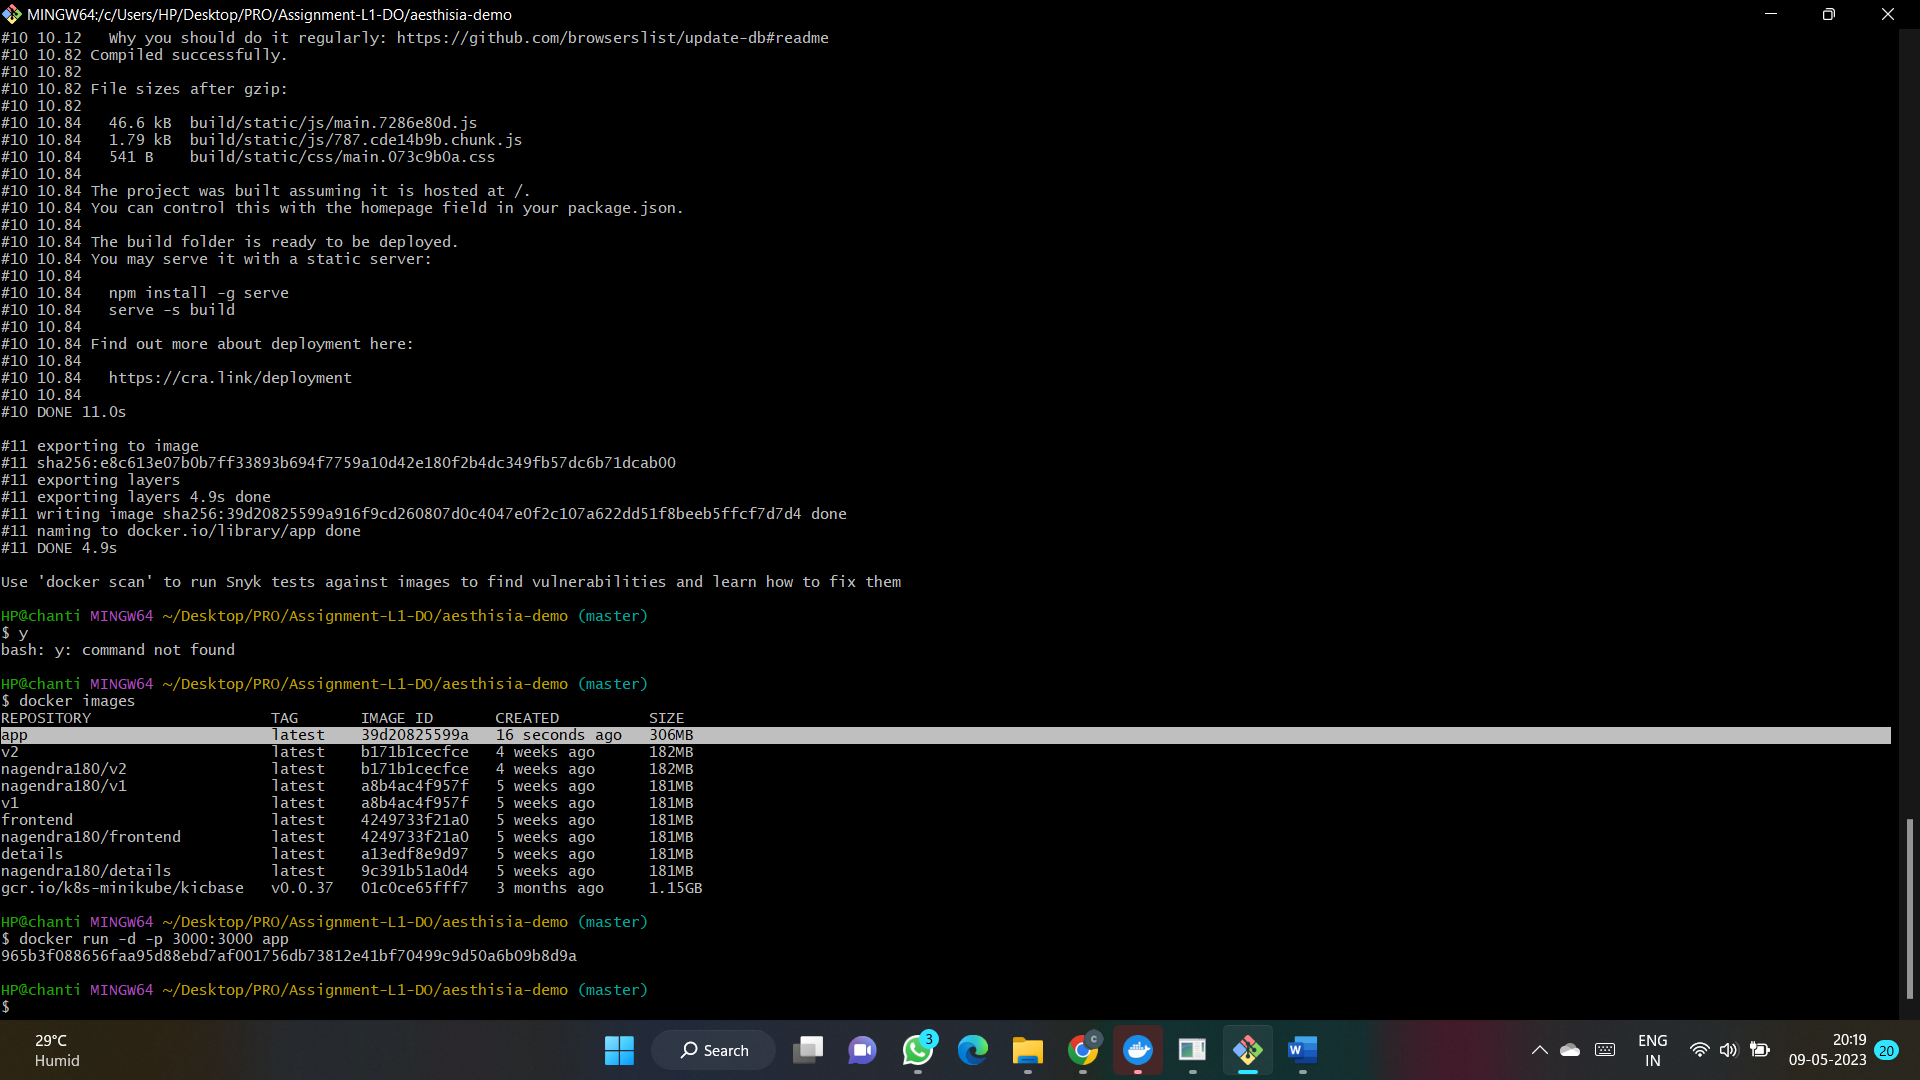 MINGW64:/c/Users/HP/Desktop/PRO/Assignment-L1-DO/aesthisia-demo
#10 10.12   Why you should do it regularly: https://github.com/browserslist/update-db#readme
#10 10.82 Compiled successfully.
#10 10.82
#10 10.82 File sizes after gzip:
#10 10.82
#10 10.84   46.6 kB  build/static/js/main.7286e80d.js
#10 10.84   1.79 kB  build/static/js/787.cde14b9b.chunk.js
#10 10.84   541 B    build/static/css/main.073c9b0a.css
#10 10.84
#10 10.84 The project was built assuming it is hosted at /.
#10 10.84 You can control this with the homepage field in your package.json.
#10 10.84
#10 10.84 The build folder is ready to be deployed.
#10 10.84 You may serve it with a static server:
#10 10.84
#10 10.84   npm install -g serve
#10 10.84   serve -s build
#10 10.84
#10 10.84 Find out more about deployment here:
#10 10.84
#10 10.84   https://cra.link/deployment
#10 10.84
#10 DONE 11.0s
#11 exporting to image
#11 sha256:e8c613e07b0b7ff33893b694f7759a10d42e180f2b4dc349fb57dc6b71dcab00
#11 exporting layers
#11 exporting layers 4.9s done
#11 writing image sha256:39d20825599a916f9cd260807d0c4047e0f2c107a622dd51f8beeb5ffcf7d7d4 done
#11 naming to docker.io/library/app done
#11 DONE 4.9s
Use 'docker scan' to run Snyk tests against images to find vulnerabilities and learn how to fix them
HP@chanti MINGW64 ~/Desktop/PRO/Assignment-L1-DO/aesthisia-demo (master)
$ y
bash: y: command not found
HP@chanti MINGW64 ~/Desktop/PRO/Assignment-L1-DO/aesthisia-demo (master)
$ docker images
REPOSITORY                    TAG       IMAGE ID       CREATED          SIZE
app                           latest    39d20825599a   16 seconds ago   306MB
v2                            latest    b171b1cecfce   4 weeks ago      182MB
nagendra180/v2                latest    b171b1cecfce   4 weeks ago      182MB
nagendra180/v1                latest    a8b4ac4f957f   5 weeks ago      181MB
v1                            latest    a8b4ac4f957f   5 weeks ago      181MB
frontend                      latest    4249733f21a0   5 weeks ago      181MB
nagendra180/frontend          latest    4249733f21a0   5 weeks ago      181MB
details                       latest    a13edf8e9d97   5 weeks ago      181MB
nagendra180/details           latest    9c391b51a0d4   5 weeks ago      181MB
gcr.io/k8s-minikube/kicbase   v0.0.37   01c0ce65fff7   3 months ago     1.15GB
HP@chanti MINGW64 ~/Desktop/PRO/Assignment-L1-DO/aesthisia-demo (master)
$ docker run -d -p 3000:3000 app
965b3f088656faa95d88ebd7af001756db73812e41bf70499c9d50a6b09b8d9a
HP@chanti MINGW64 ~/Desktop/PRO/Assignment-L1-DO/aesthisia-demo (master)
$
29°C
Humid
Search
3
C
W
ENG
IN
20:19
09-05-2023
20